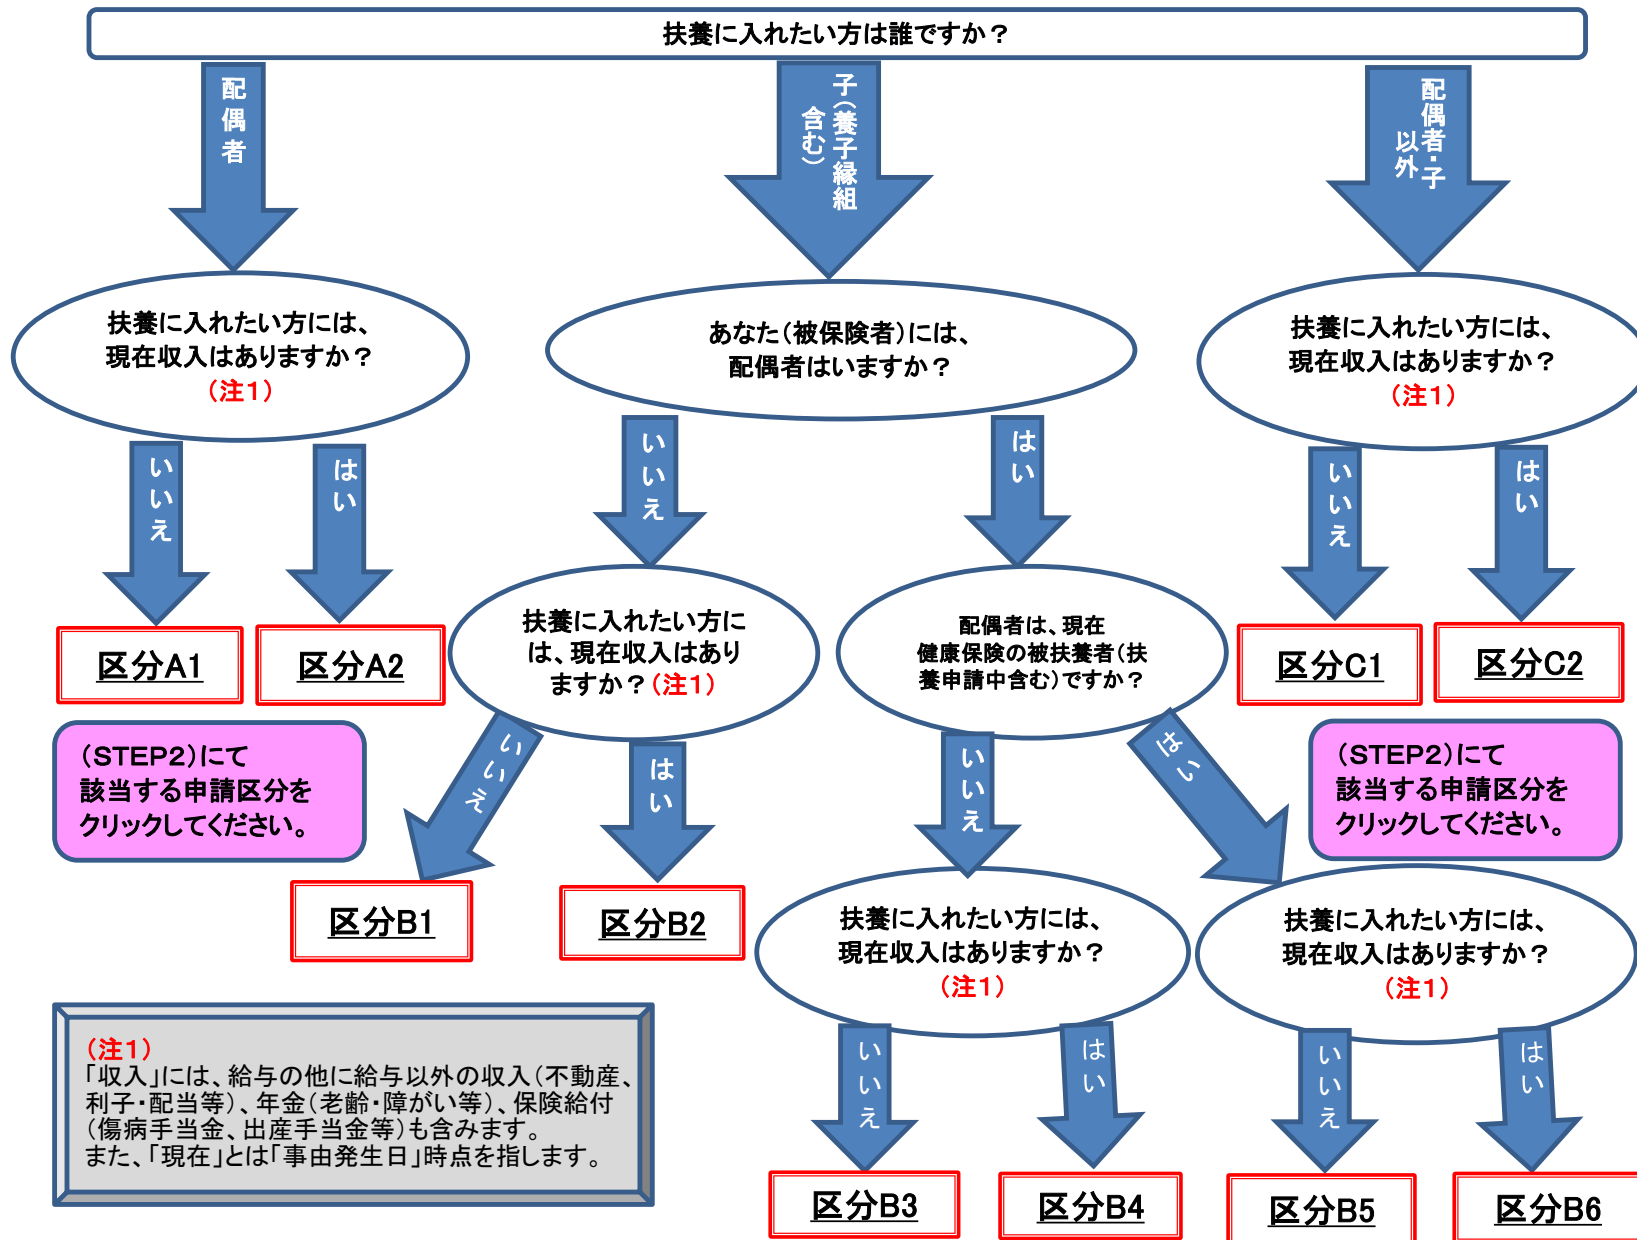 扶養に入れたい方は誰ですか？
配偶者
子（養子縁組
含む）
配偶者・子
以外
扶養に入れたい方には、
現在収入はありますか？
（注1）
あなた（被保険者）には、
配偶者はいますか？
扶養に入れたい方には、
現在収入はありますか？
（注1）
いいえ
はい
いいえ
はい
いいえ
はい
区分A1
区分A2
扶養に入れたい方に
は、現在収入はあり
ますか？（注1）
配偶者は、現在
健康保険の被扶養者（扶
養申請中含む）ですか？
区分C1
区分C2
（STEP2）にて
該当する申請区分を
クリックしてください。
いいえ
はい
いいえ
はい
（STEP2）にて
該当する申請区分を
クリックしてください。
区分B1
区分B2
扶養に入れたい方には、
現在収入はありますか？
（注1）
扶養に入れたい方には、
現在収入はありますか？
（注1）
（注1）
「収入」には、給与の他に給与以外の収入（不動産、
利子・配当等）、年金（老齢・障がい等）、保険給付
（傷病手当金、出産手当金等）も含みます。
また、「現在」とは「事由発生日」時点を指します。
いいえ
はい
いいえ
はい
区分B3
区分B4
区分B5
区分B6